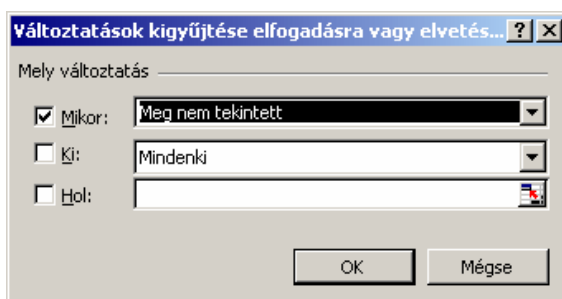 Változtatások kigyűjtése elfogadásra vagy elvetés...
Mely változtatás
Mikor: Meg nem tekintett
Ki: Mindenki
Hol:
OK Mégse